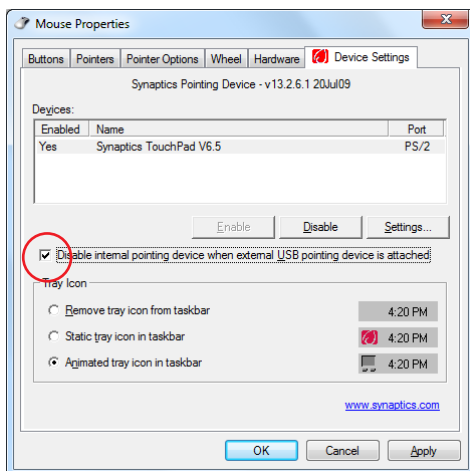 Mouse Properties
Buttons Pointers Pointer Options Wheel Hardware Device Settings
Synaptics Pointing Device - v13.2.6.1 20Jul09
Devices:
Enabled Name Port
Yes Synaptics TouchPad V6.5 PS/2
Enable Disable Settings...
Disable internal pointing device when external USB pointing device is attached
Tray Icon
Remove tray icon from taskbar 4:20 PM
Static tray icon in taskbar 4:20 PM
Animated tray icon in taskbar 4:20 PM
www.synaptics.com
OK Cancel Apply